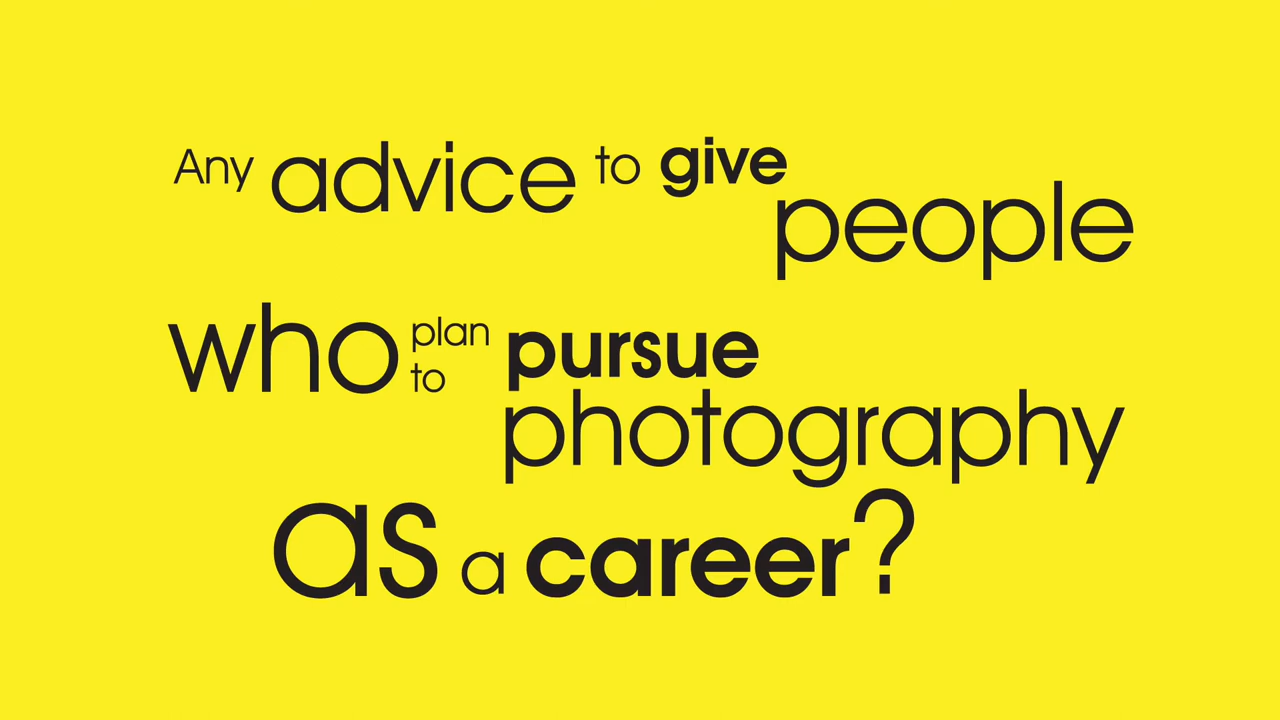 Any advice to give
people
who plan to pursue
photography
as a career?